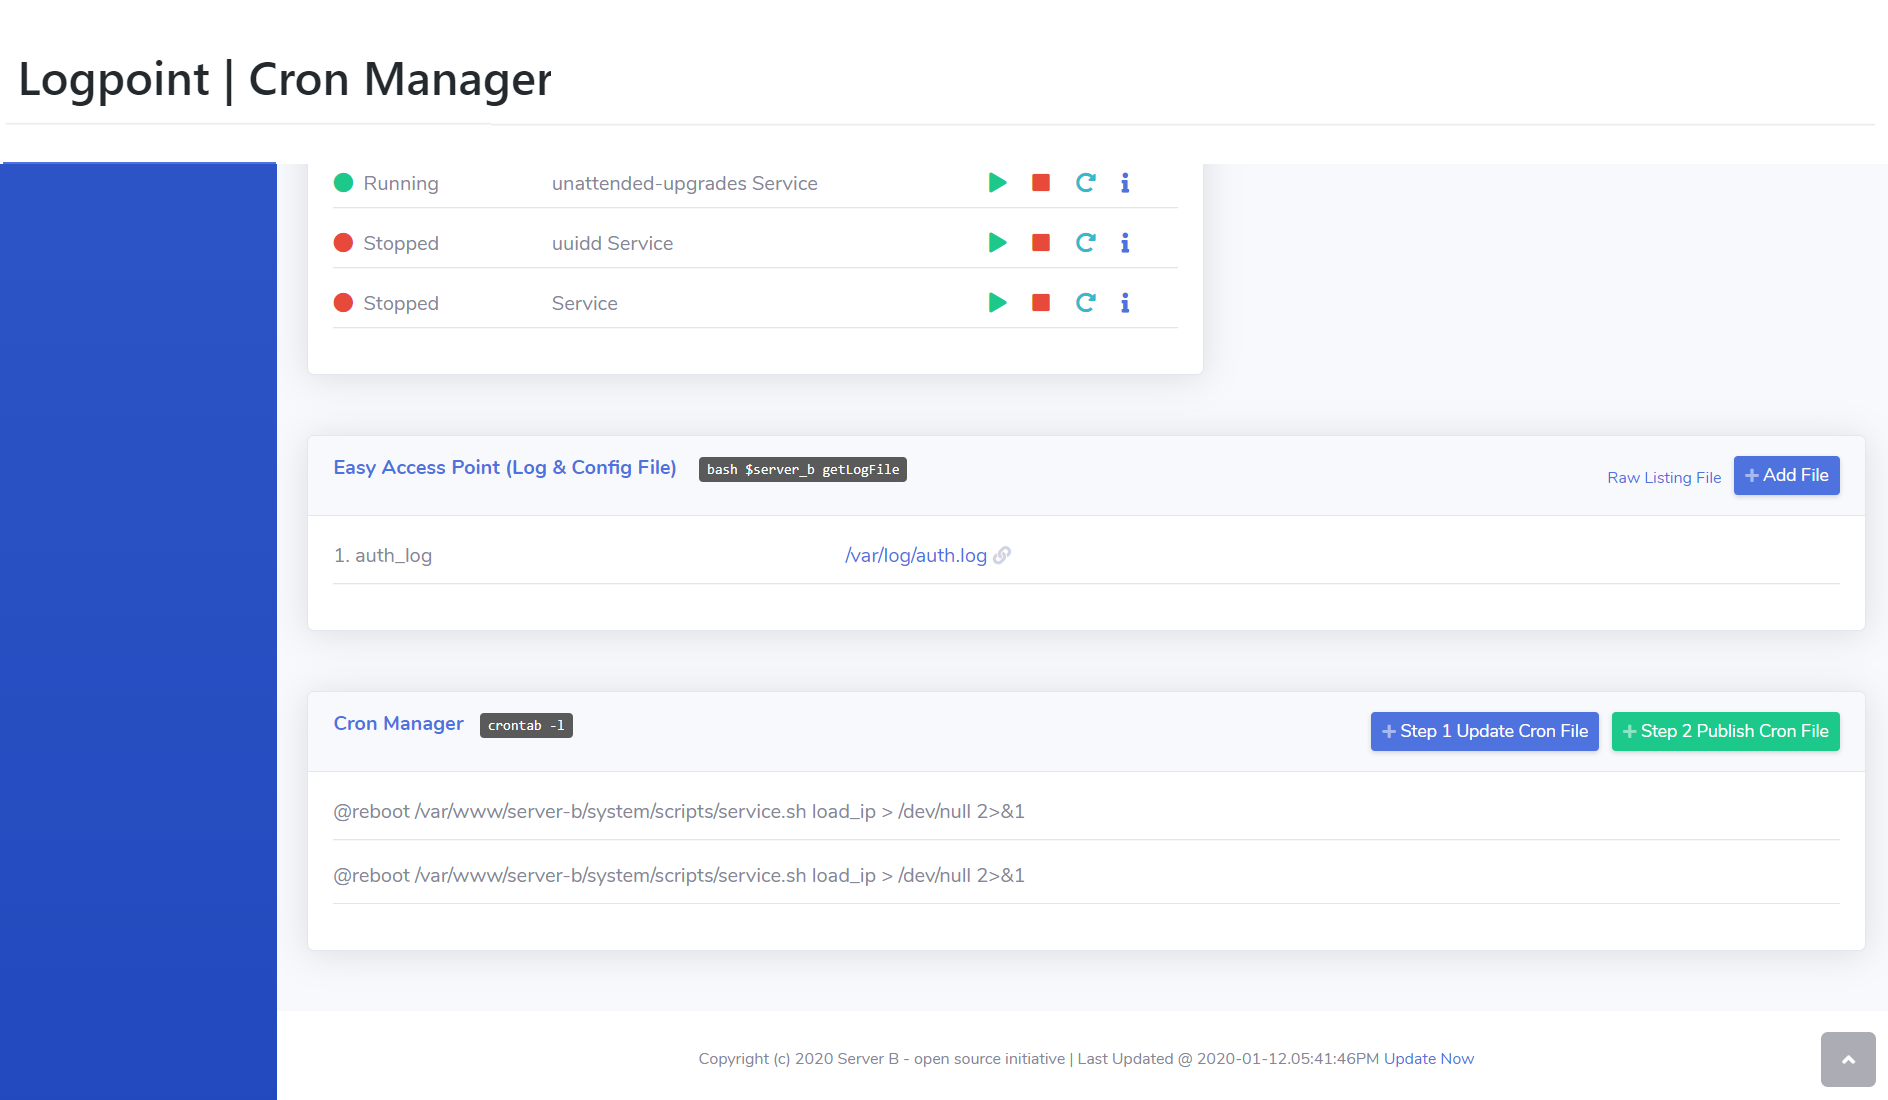 Logpoint | Cron Manager
Running unattended-upgrades Service
Stopped uuidd Service
Stopped Service
Easy Access Point (Log & Config File) bash $server_b getLogFile Raw Listing File Add File
1. auth_log /var/log/auth.log
Cron Manager crontab -l Step 1 Update Cron File Step 2 Publish Cron File
@reboot /var/www/server-b/system/scripts/service.sh load_ip > /dev/null 2>&1
@reboot /var/www/server-b/system/scripts/service.sh load_ip > /dev/null 2>&1
Copyright (c) 2020 Server B - open source initiative | Last Updated @ 2020-01-12.05:41:46PM Update Now